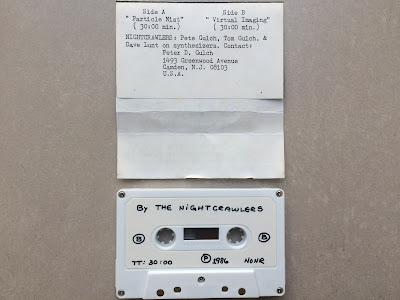 Side A Side B
" Particle Mist" " Virtual Imaging"
( 30:00 min.) ( 30:00 min.)
NIGHTCRAWLERS: Pete Gulch, Tom Gulch, &
Dave Lunt on synthesizers. Contact:
Peter D. Gulch
1493 Greenwood Avenue
Camden, N.J. 08103
U.S.A.
By THE NiGHTCRAWLERS
B B
TT: 30:00 P 1986 NONR